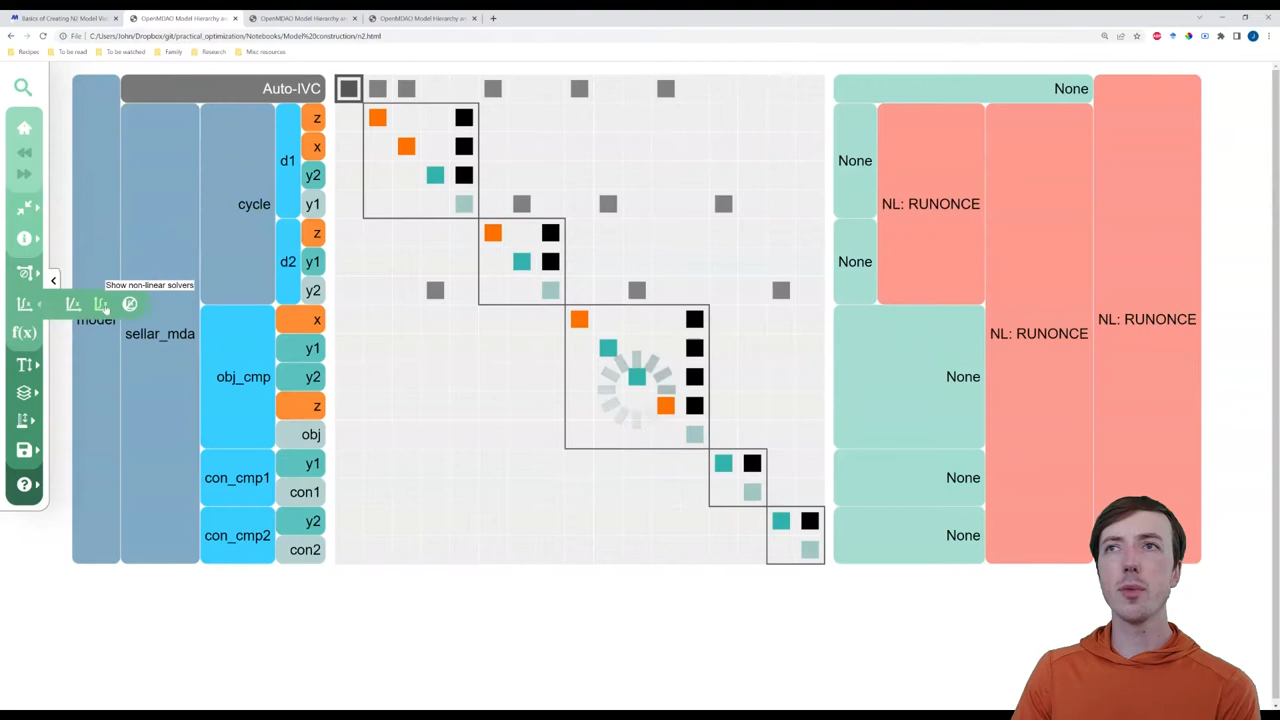 Basics of Creating N2 Model Vis
OpenMDAO Model Hierarchy an
OpenMDAO Model Hierarchy an
OpenMDAO Model Hierarchy an
File
C:/Users/John/Dropbox/git/practical_optimization/Notebooks/Model%20construction/n2.html
Recipes
To be read
To be watched
Family
Research
Misc resources
Auto-IVC
None
z
x
d1
None
y2
cycle
y1
NL: RUNONCE
z
d2
y1
None
y2
Show non-linear solvers
model
sellar_mda
x
NL: RUNONCE
NL: RUNONCE
f(x)
y1
obj_cmp
y2
None
z
obj
y1
con_cmp1
None
con1
y2
con_cmp2
None
con2